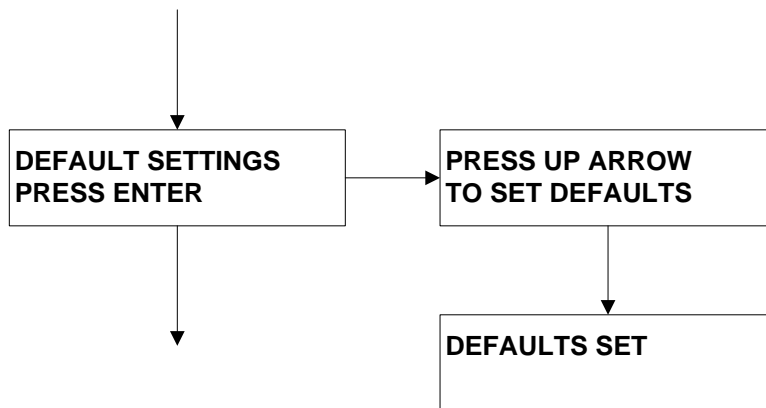 DEFAULT SETTINGS
PRESS ENTER
PRESS UP ARROW
TO SET DEFAULTS
DEFAULTS SET